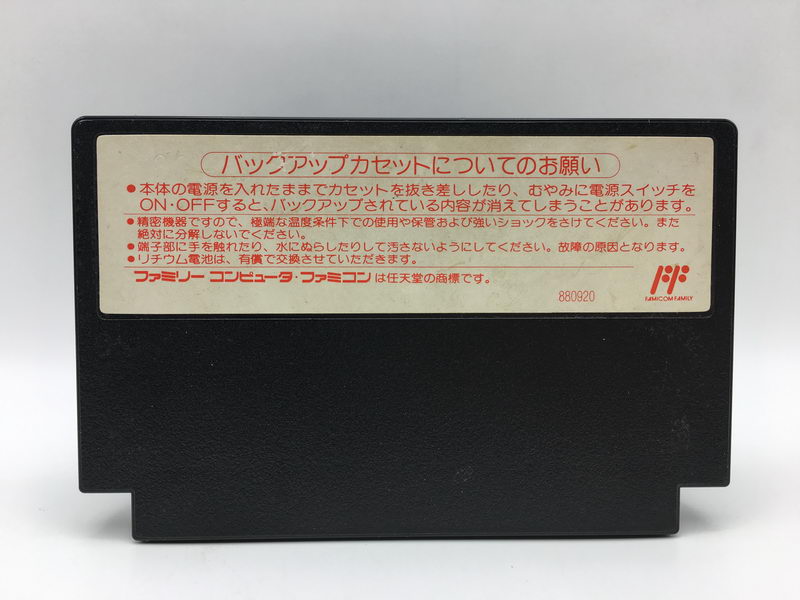 バックアップカセットについてのお願い
●本体の電源を入れたままでカセットを抜き差ししたり、むやみに電源スイッチを
ON・OFFすると、バックアップされている内容が消えてしまうことがあります。
●精密機器ですので、極端な温度条件下での使用や保管および強いショックをさけてください。また
絶対に分解しないでください。
●端子部に手を触れたり、水にぬらしたりして汚さないようにしてください。故障の原因となります。
●リチウム電池は、有償で交換させていただきます。
ファミリー コンピュータ・ファミコンは任天堂の商標です。
FAMICOM FAMILY
880920